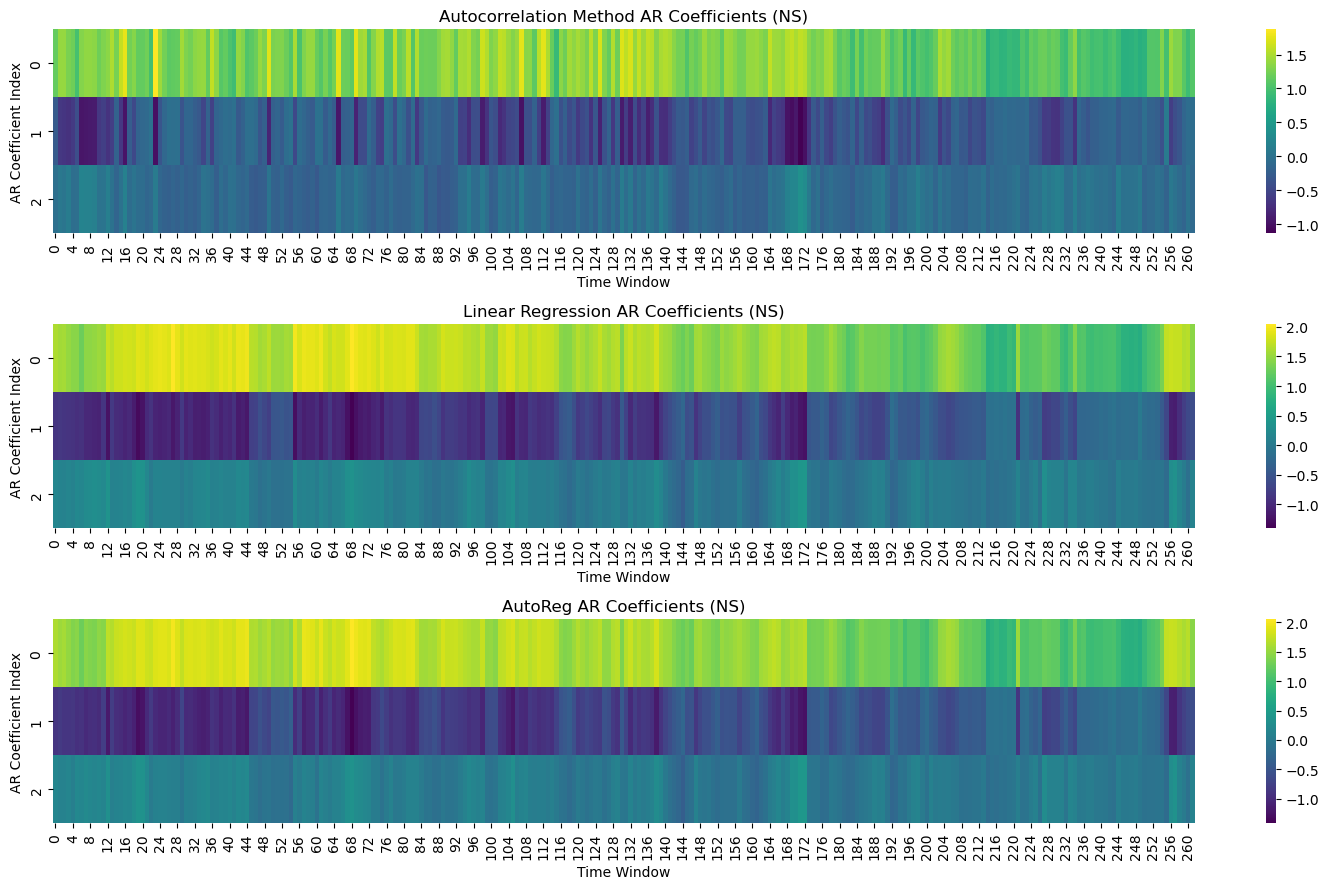 Autocorrelation Method AR Coefficients (NS)
AR Coefficient Index
0
1
2
0 4 8 12 16 20 24 28 32 36 40 44 48 52 56 60 64 68 72 76 80 84 88 92 96 100 104 108 112 116 120 124 128 132 136 140 144 148 152 156 160 164 168 172 176 180 184 188 192 196 200 204 208 212 216 220 224 228 232 236 240 244 248 252 256 260
Time Window
1.5
1.0
0.5
0.0
−0.5
−1.0
Linear Regression AR Coefficients (NS)
AR Coefficient Index
0
1
2
0 4 8 12 16 20 24 28 32 36 40 44 48 52 56 60 64 68 72 76 80 84 88 92 96 100 104 108 112 116 120 124 128 132 136 140 144 148 152 156 160 164 168 172 176 180 184 188 192 196 200 204 208 212 216 220 224 228 232 236 240 244 248 252 256 260
Time Window
2.0
1.5
1.0
0.5
0.0
−0.5
−1.0
AutoReg AR Coefficients (NS)
AR Coefficient Index
0
1
2
0 4 8 12 16 20 24 28 32 36 40 44 48 52 56 60 64 68 72 76 80 84 88 92 96 100 104 108 112 116 120 124 128 132 136 140 144 148 152 156 160 164 168 172 176 180 184 188 192 196 200 204 208 212 216 220 224 228 232 236 240 244 248 252 256 260
Time Window
2.0
1.5
1.0
0.5
0.0
−0.5
−1.0